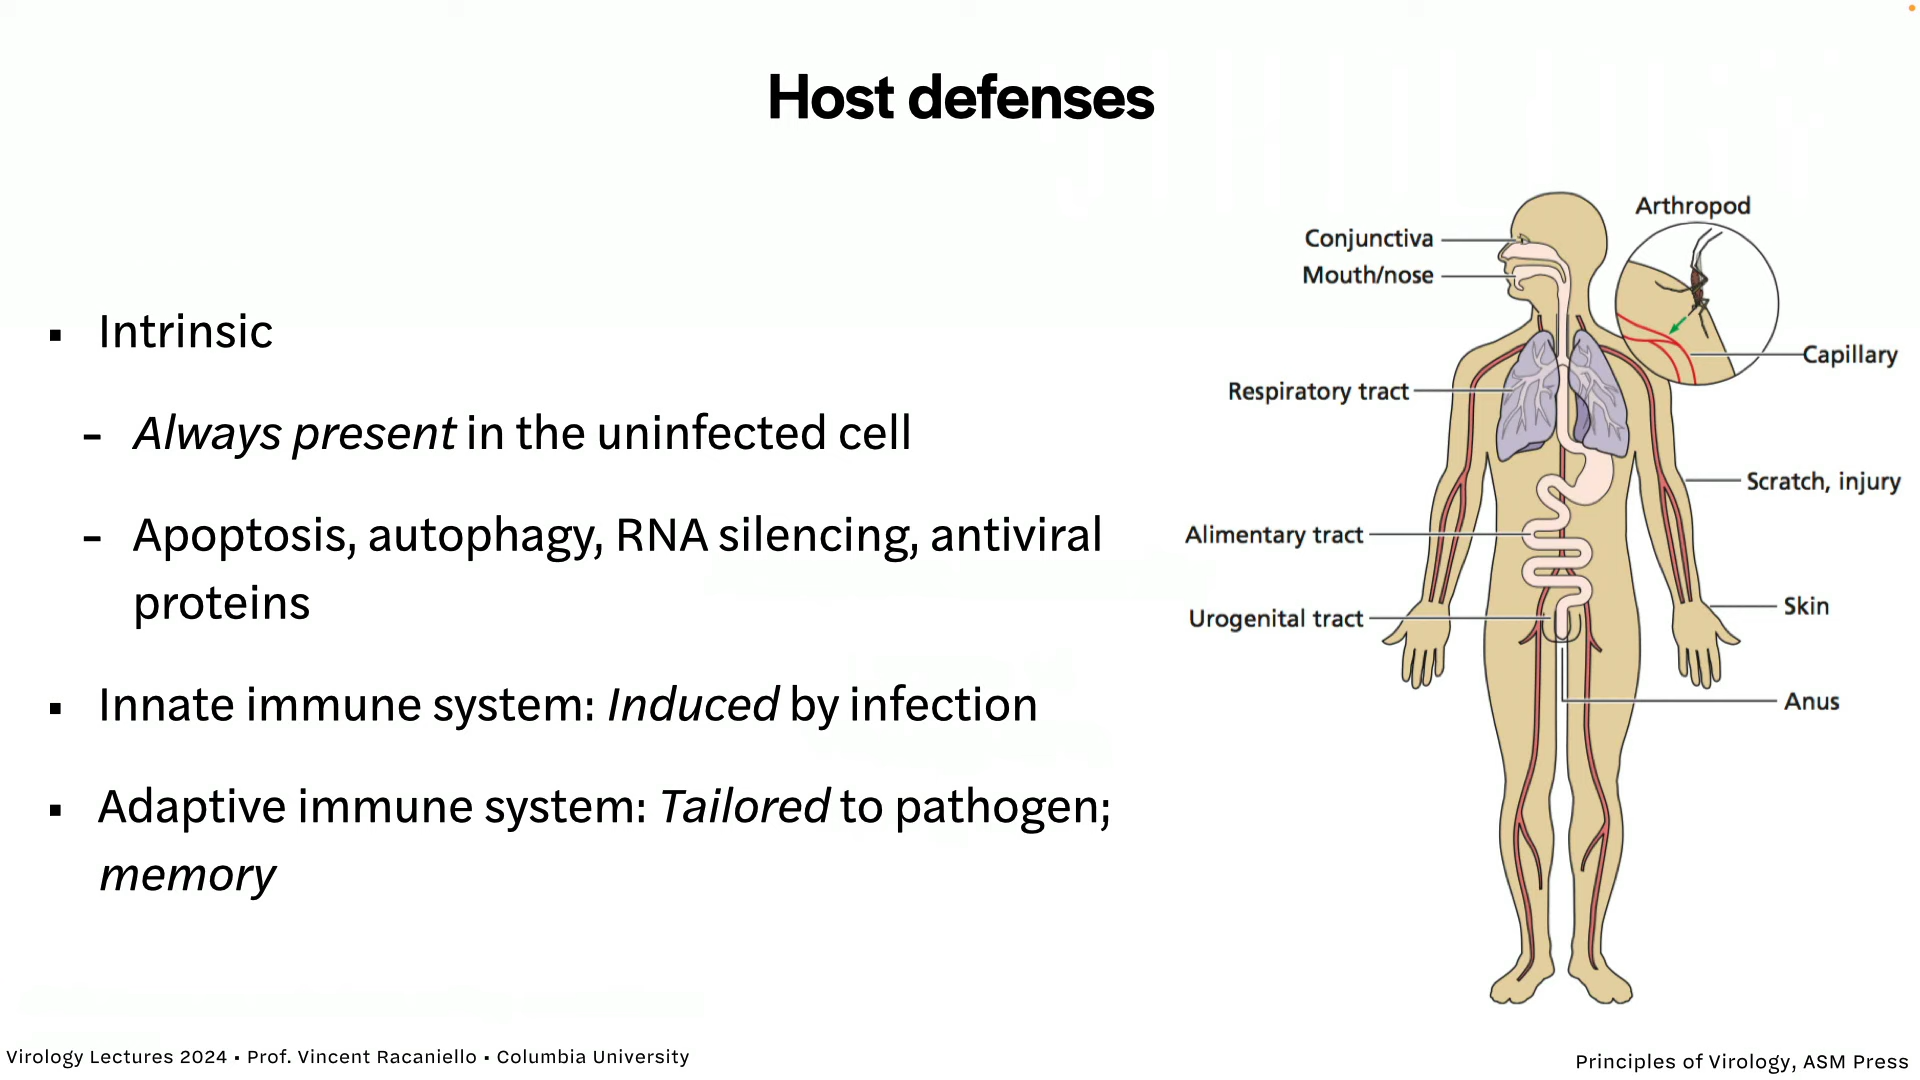 Host defenses
▪ Intrinsic
- Always present in the uninfected cell
- Apoptosis, autophagy, RNA silencing, antiviral
proteins
▪ Innate immune system: Induced by infection
▪ Adaptive immune system: Tailored to pathogen;
memory
Arthropod
Conjunctiva
Mouth/nose
Capillary
Respiratory tract
Scratch, injury
Alimentary tract
Skin
Urogenital tract
Anus
Virology Lectures 2024 ▪ Prof. Vincent Racaniello ▪ Columbia University
Principles of Virology, ASM Press